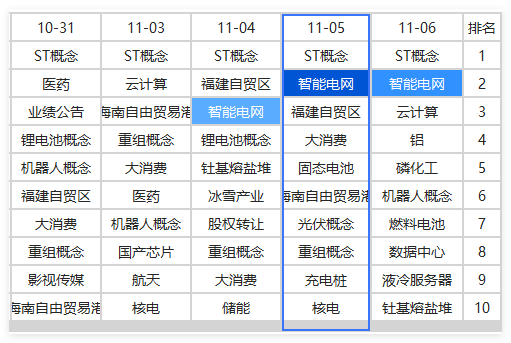 10-31 11-03 11-04 11-05 11-06 排名
ST概念 ST概念 ST概念 ST概念 ST概念 1
医药 云计算 福建自贸区 智能电网 智能电网 2
业绩公告 海南自由贸易港 智能电网 福建自贸区 云计算 3
锂电池概念 重组概念 锂电池概念 大消费 铝 4
机器人概念 大消费 钍基熔盐堆 固态电池 磷化工 5
福建自贸区 医药 冰雪产业 海南自由贸易港 机器人概念 6
大消费 机器人概念 股权转让 光伏概念 燃料电池 7
重组概念 国产芯片 重组概念 重组概念 数据中心 8
影视传媒 航天 大消费 充电桩 液冷服务器 9
海南自由贸易港 核电 储能 核电 钍基熔盐堆 10